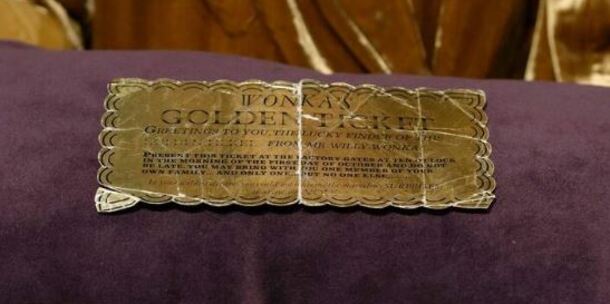 WONKA'S
GOLDEN TICKET
GREETINGS TO YOU, THE LUCKY FINDER OF THIS
FROM MR. WILLY WONKA
PRESENT THIS TICKET AT THE FACTORY GATES AT TEN O'CLOCK
IN THE MORNING OF THE FIRST DAY OF OCTOBER AND DO NOT
BE LATE. YOU MAY BRING WITH YOU ONE MEMBER OF YOUR
OWN FAMILY... AND ONLY ONE... BUT NO ONE ELSE...
SURPRISES